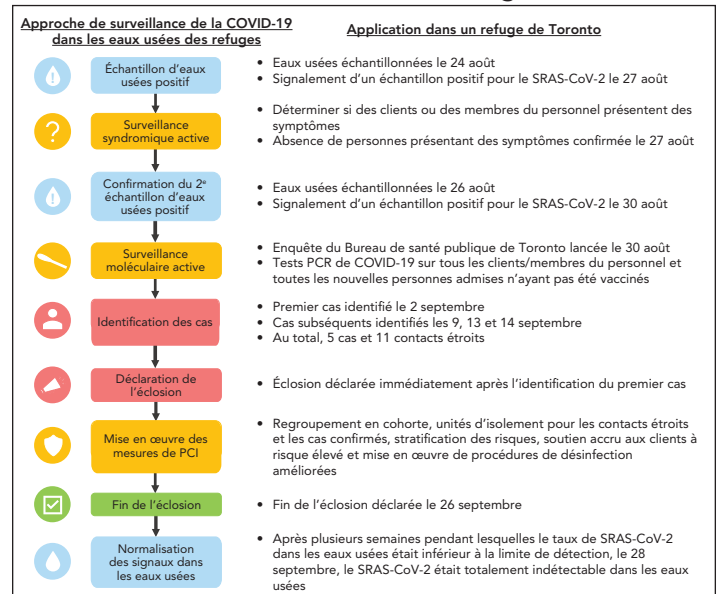 Approche de surveillance de la COVID-19
dans les eaux usées des refuges
Application dans un refuge de Toronto
Échantillon d'eaux
usées positif
• Eaux usées échantillonnées le 24 août
• Signalement d'un échantillon positif pour le SRAS-CoV-2 le 27 août
?
Surveillance
syndromique active
• Déterminer si des clients ou des membres du personnel présentent des
symptômes
• Absence de personnes présentant des symptômes confirmée le 27 août
Confirmation du 2e
échantillon d'eaux
usées positif
• Eaux usées échantillonnées le 26 août
• Signalement d'un échantillon positif pour le SRAS-CoV-2 le 30 août
Surveillance
moléculaire active
• Enquête du Bureau de santé publique de Toronto lancée le 30 août
• Tests PCR de COVID-19 sur tous les clients/membres du personnel et
toutes les nouvelles personnes admises n'ayant pas été vaccinés
Identification des cas
• Premier cas identifié le 2 septembre
• Cas subséquents identifiés les 9, 13 et 14 septembre
• Au total, 5 cas et 11 contacts étroits
Déclaration de
l'éclosion
• Éclosion déclarée immédiatement après l'identification du premier cas
Mise en œuvre des
mesures de PCI
• Regroupement en cohorte, unités d'isolement pour les contacts étroits
et les cas confirmés, stratification des risques, soutien accru aux clients à
risque élevé et mise en œuvre de procédures de désinfection
améliorées
Fin de l'éclosion
• Fin de l'éclosion déclarée le 26 septembre
Normalisation
des signaux dans
les eaux usées
• Après plusieurs semaines pendant lesquelles le taux de SRAS-CoV-2
dans les eaux usées était inférieur à la limite de détection, le 28
septembre, le SRAS-CoV-2 était totalement indétectable dans les eaux
usées